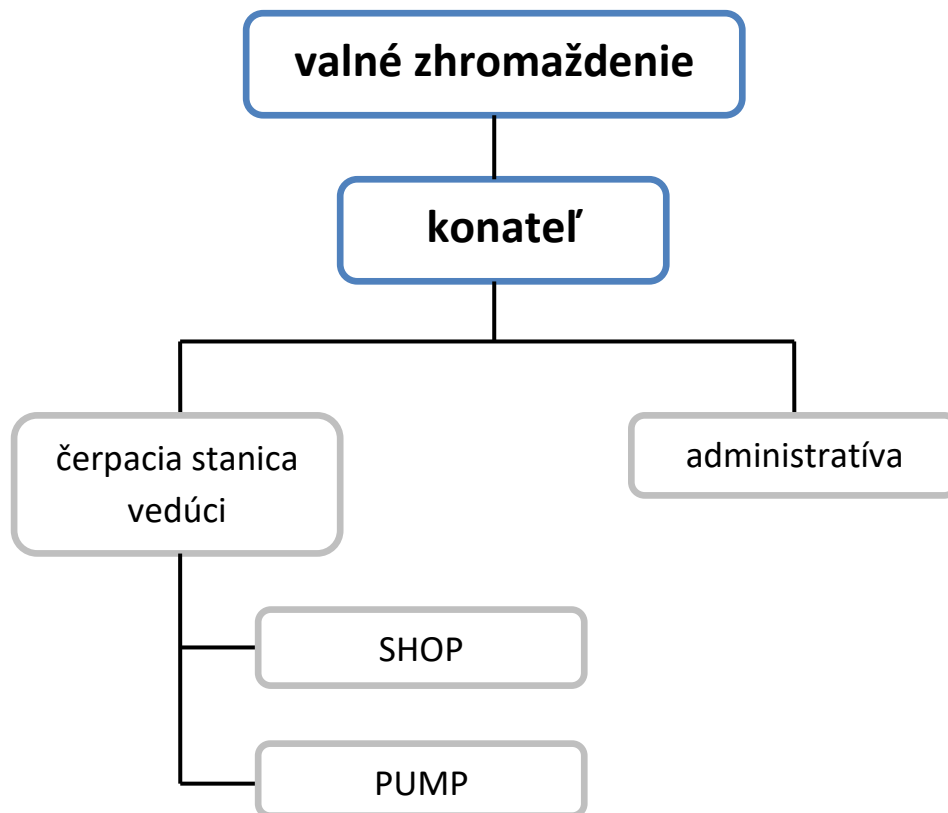 valné zhromaždenie
konateľ
čerpacia stanica
vedúci
administratíva
SHOP
PUMP